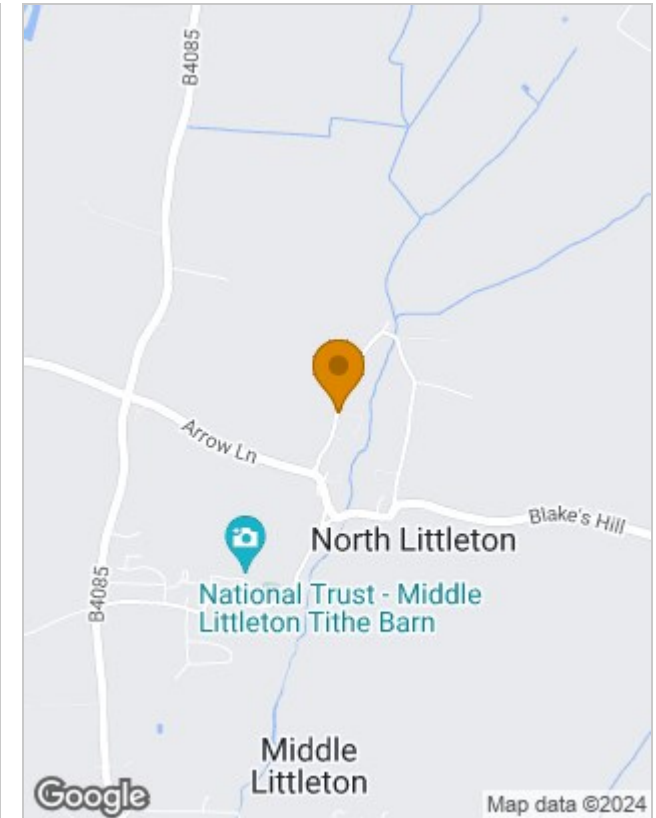 B4085
Arrow Ln
Blake's Hill
North Littleton
National Trust - Middle
Littleton Tithe Barn
B4085
Middle
Littleton
Google
Map data ©2024